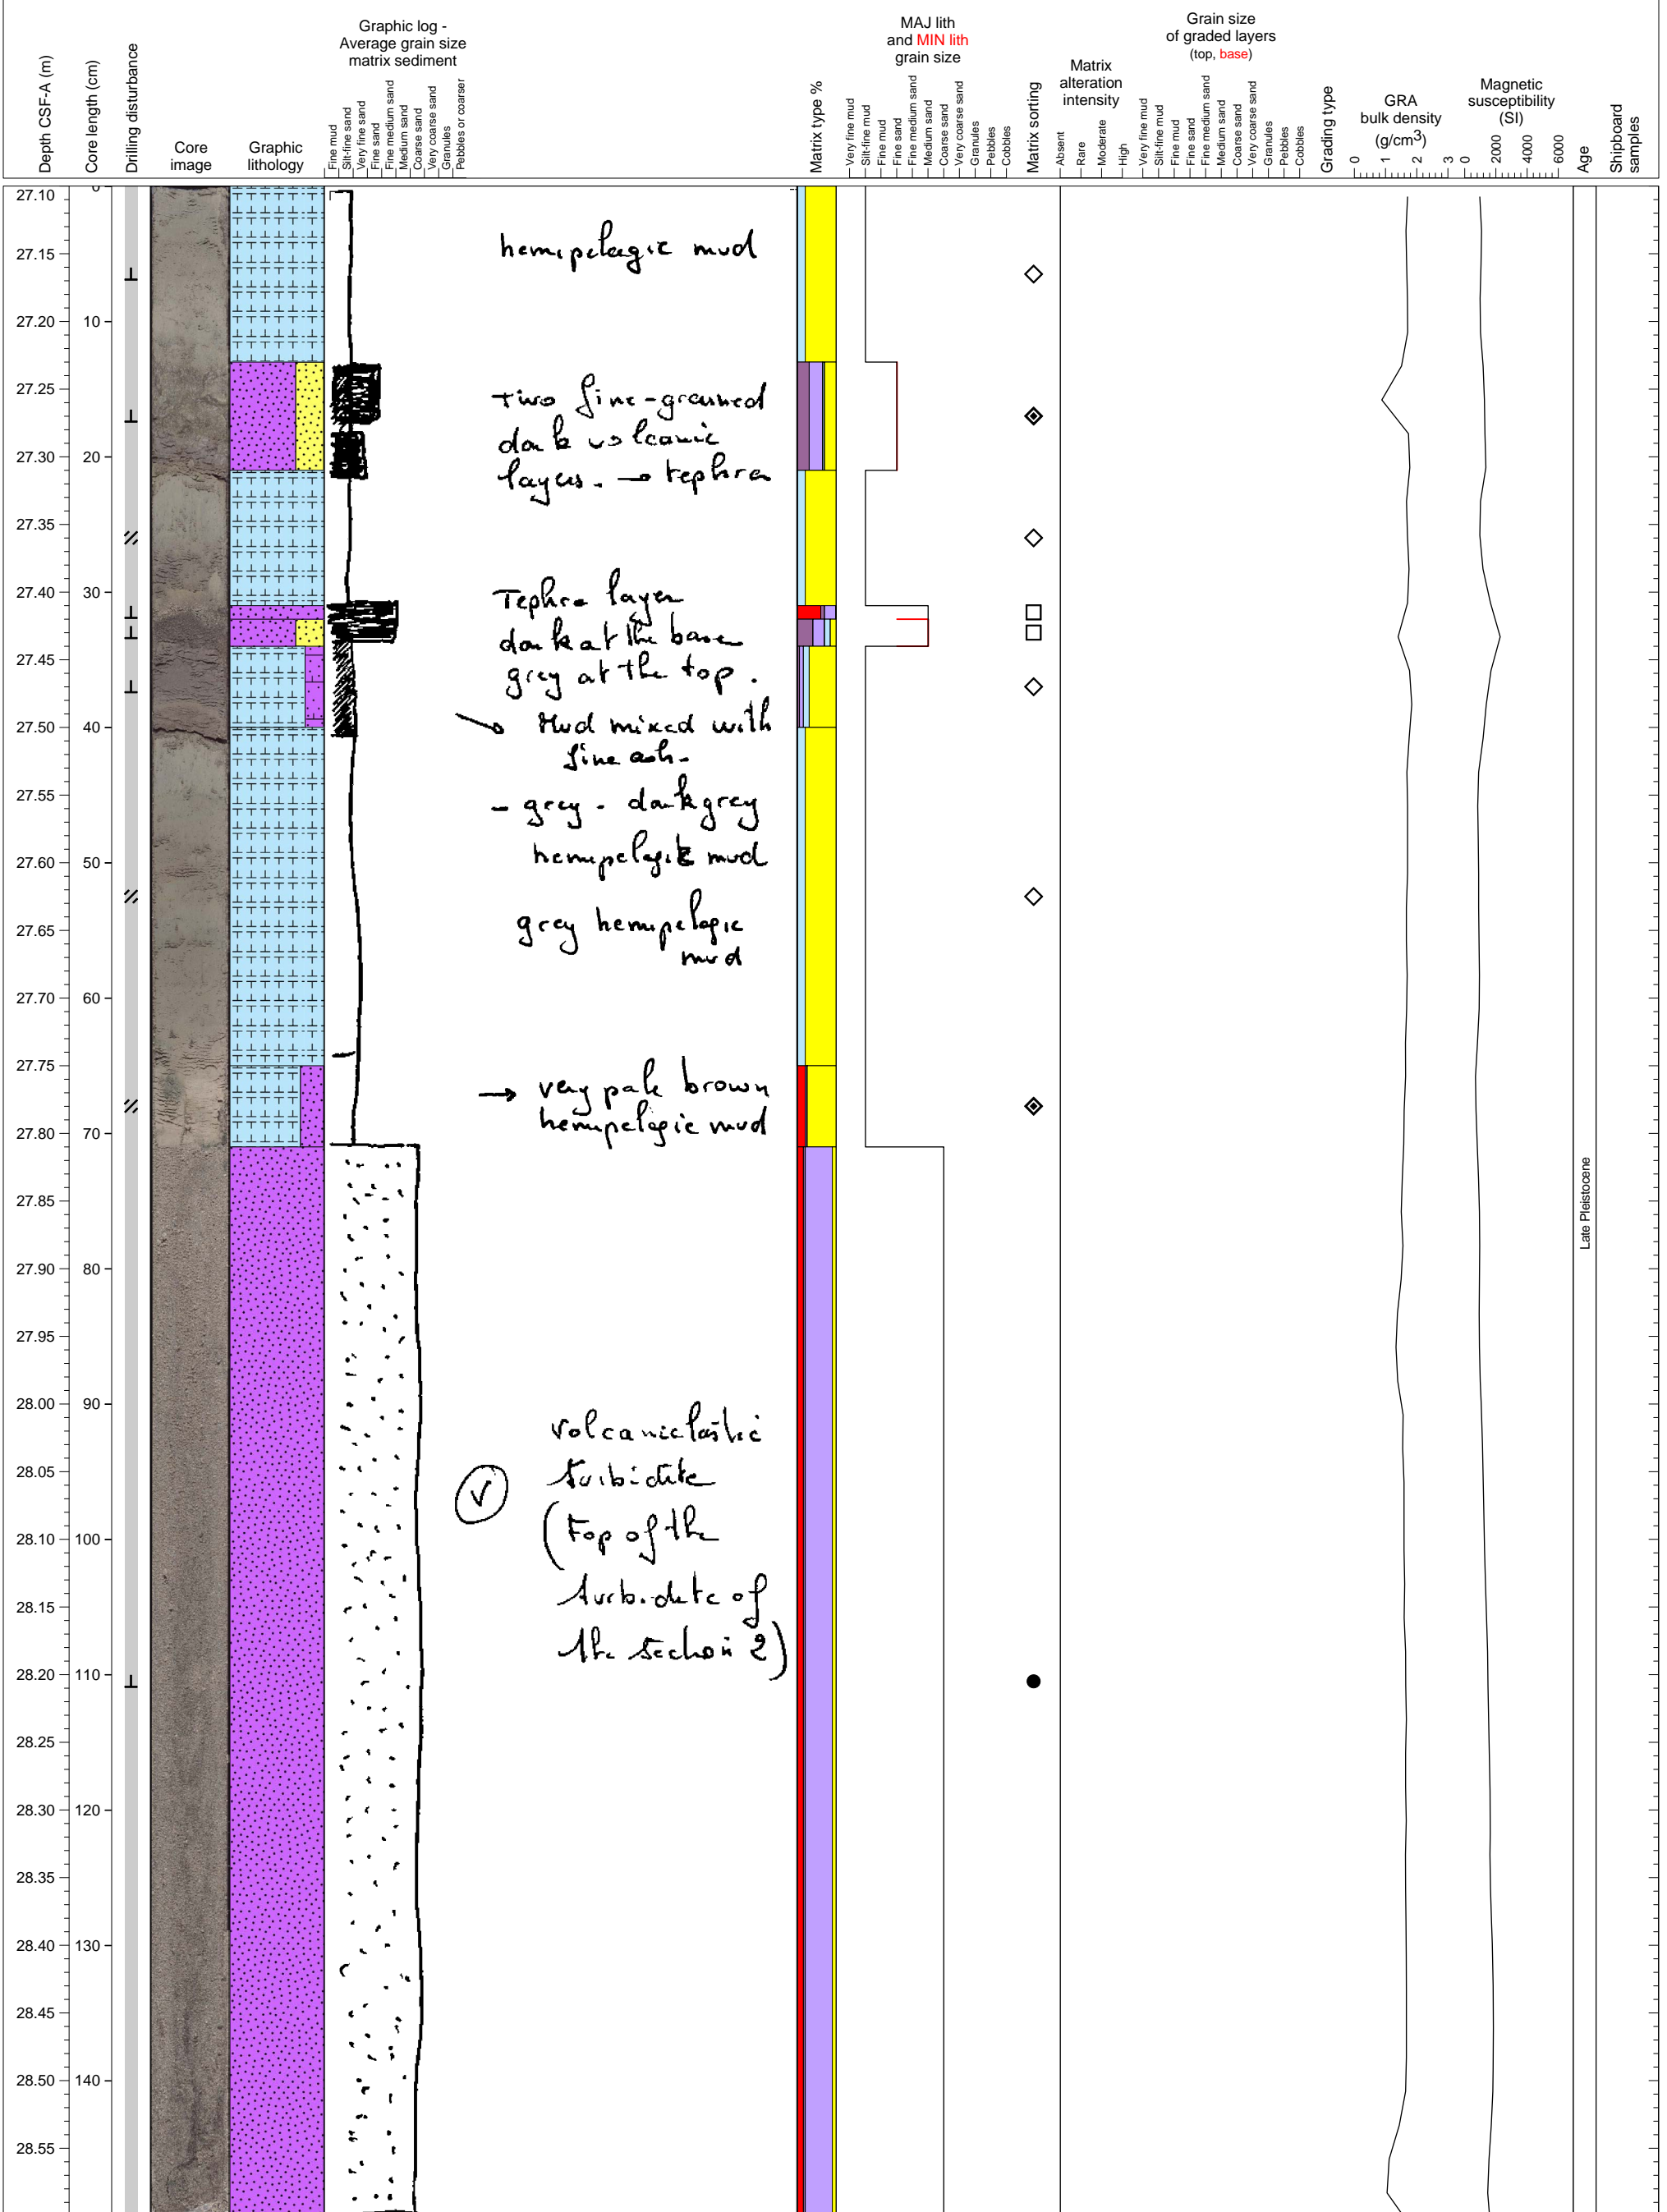 Depth CSF-A (m)
Core length (cm)
Drilling disturbance
Core
image
Graphic
lithology
Graphic log -
Average grain size
matrix sediment
Fine mud
Silt-fine sand
Very fine sand
Fine sand
Fine medium sand
Medium sand
Coarse sand
Very coarse sand
Granules
Pebbles or coarser
Matrix type %
MAJ lith
and MIN lith
grain size
Very fine mud
Silt-fine mud
Fine mud
Fine sand
Fine medium sand
Medium sand
Coarse sand
Very coarse sand
Granules
Pebbles
Cobbles
Matrix sorting
Matrix
alteration
intensity
Absent
Rare
Moderate
High
Grain size
of graded layers
(top, base)
Very fine mud
Silt-fine mud
Fine mud
Fine sand
Fine medium sand
Medium sand
Coarse sand
Very coarse sand
Granules
Pebbles
Cobbles
Grading type
GRA
bulk density
(g/cm3)
0 1 2 3
Magnetic
susceptibility
(SI)
0 2000 4000 6000
Age
Shipboard
samples
27.10 0
27.15
27.20 10
27.25
27.30 20
27.35
27.40 30
27.45
27.50 40
27.55
27.60 50
27.65
27.70 60
27.75
27.80 70
27.85
27.90 80
27.95
28.00 90
28.05
28.10 100
28.15
28.20 110
28.25
28.30 120
28.35
28.40 130
28.45
28.50 140
28.55
hemipelagic mud
Two fine-grained
dark volcanic
layers. → tephra
Tephra layer
dark at the base
grey at the top.
→ Mud mixed with
fine ash-
- grey - dark grey
hemipelagic mud
grey hemipelagic
mud
→ very pale brown
hemipelagic mud
V
volcaniclastic
turbidite
(top of the
turbidite of
the section 2)
Late Pleistocene